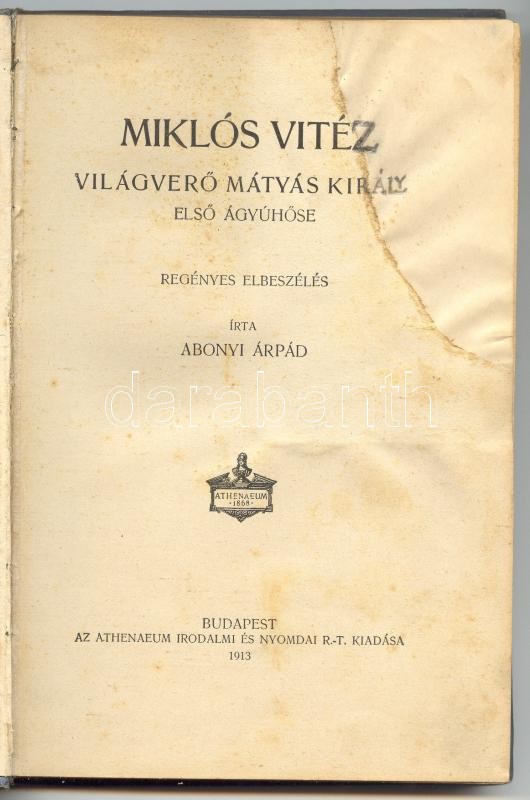 MIKLÓS VITÉZ
VILÁGVERŐ MÁTYÁS KIRÁLY
ELSŐ ÁGYÚHŐSE
REGÉNYES ELBESZÉLÉS
ÍRTA
ABONYI ÁRPÁD
darabanth
ATHENAEUM
·1868·
BUDAPEST
AZ ATHENAEUM IRODALMI ÉS NYOMDAI R.-T. KIADÁSA
1913